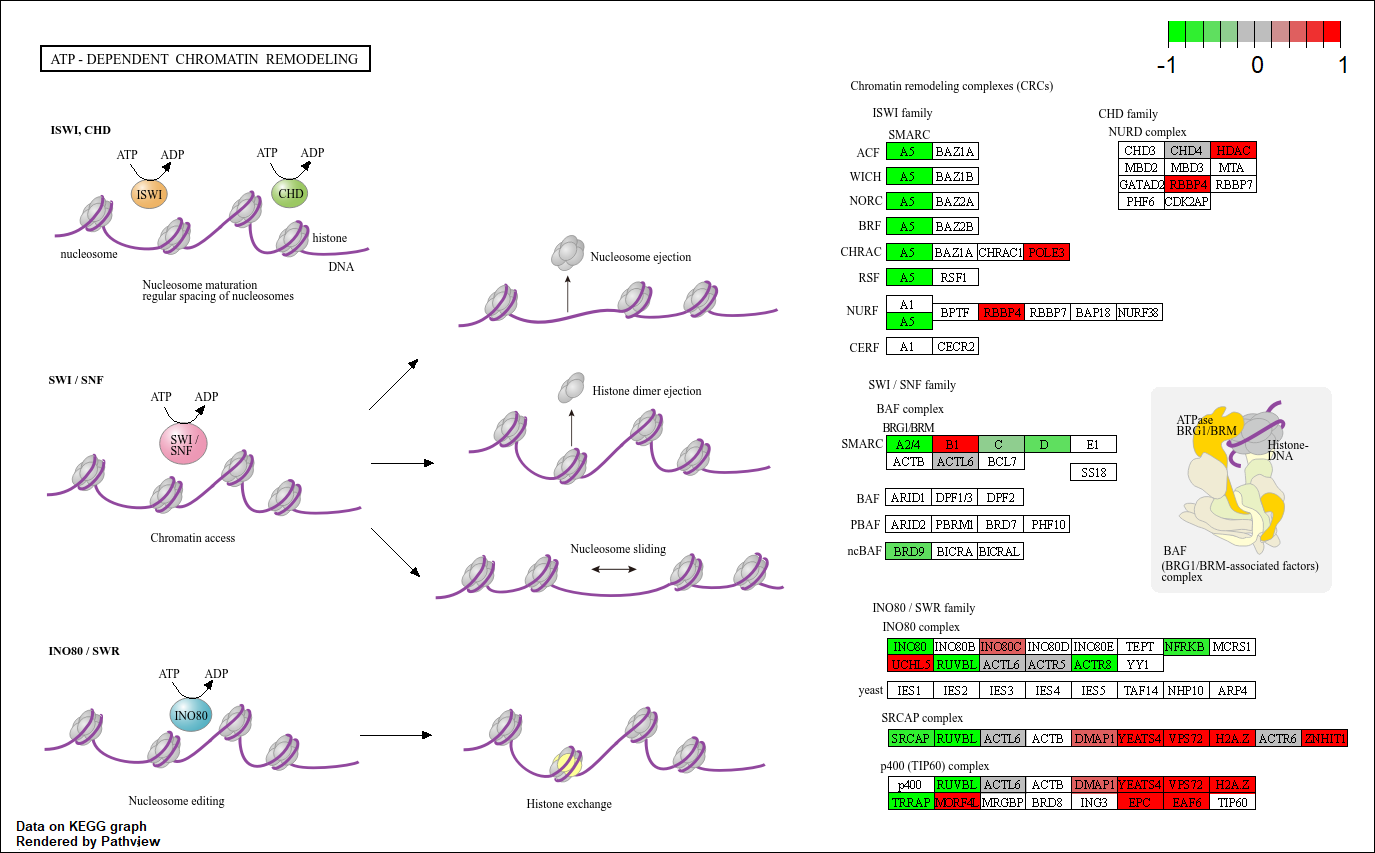 -1 0 1
ATP - DEPENDENT CHROMATIN REMODELING
Chromatin remodeling complexes (CRCs)
ISWI, CHD
ATP ADP
ISWI
ATP ADP
CHD
nucleosome
histone
DNA
Nucleosome maturation
regular spacing of nucleosomes
Nucleosome ejection
SWI / SNF
ATP ADP
SWI /
SNF
Chromatin access
Histone dimer ejection
Nucleosome sliding
INO80 / SWR
ATP ADP
INO80
Nucleosome editing
Histone exchange
ISWI family
SMARC
ACF A5 BAZ1A
WICH A5 BAZ1B
NORC A5 BAZ2A
BRF A5 BAZ2B
CHRAC A5 BAZ1A CHRAC1 POLE3
RSF A5 RSF1
NURF A1 BPTF RBBP4 RBBP7 BAP18 NURF38
A5
CERF A1 CECR2
CHD family
NURD complex
CHD3 CHD4 HDAC
MBD2 MBD3 MTA
GATAD2 RBBP4 RBBP7
PHF6 CDK2AP
SWI / SNF family
BAF complex
BRG1/BRM
SMARC A2/4 B1 C D E1
ACTB ACTL6 BCL7
SS18
BAF ARID1 DPF1/3 DPF2
PBAF ARID2 PBRM1 BRD7 PHF10
ncBAF BRD9 BICRA BICRAL
ATPase
BRG1/BRM
Histone-
DNA
BAF
(BRG1/BRM-associated factors)
complex
INO80 / SWR family
INO80 complex
INO80 INO80B INO80C INO80D INO80E TEPT NFRKB MCRS1
UCHL5 RUVBL ACTL6 ACTR5 ACTR8 YY1
yeast IES1 IES2 IES3 IES4 IES5 TAF14 NHP10 ARP4
SRCAP complex
SRCAP RUVBL ACTL6 ACTB DMAP1 YEATS4 VPS72 H2A.Z ACTR6 ZNHIT1
p400 (TIP60) complex
p400 RUVBL ACTL6 ACTB DMAP1 YEATS4 VPS72 H2A.Z
TRRAP MORF4L MRGBP BRD8 ING3 EPC EAF6 TIP60
Data on KEGG graph
Rendered by Pathview